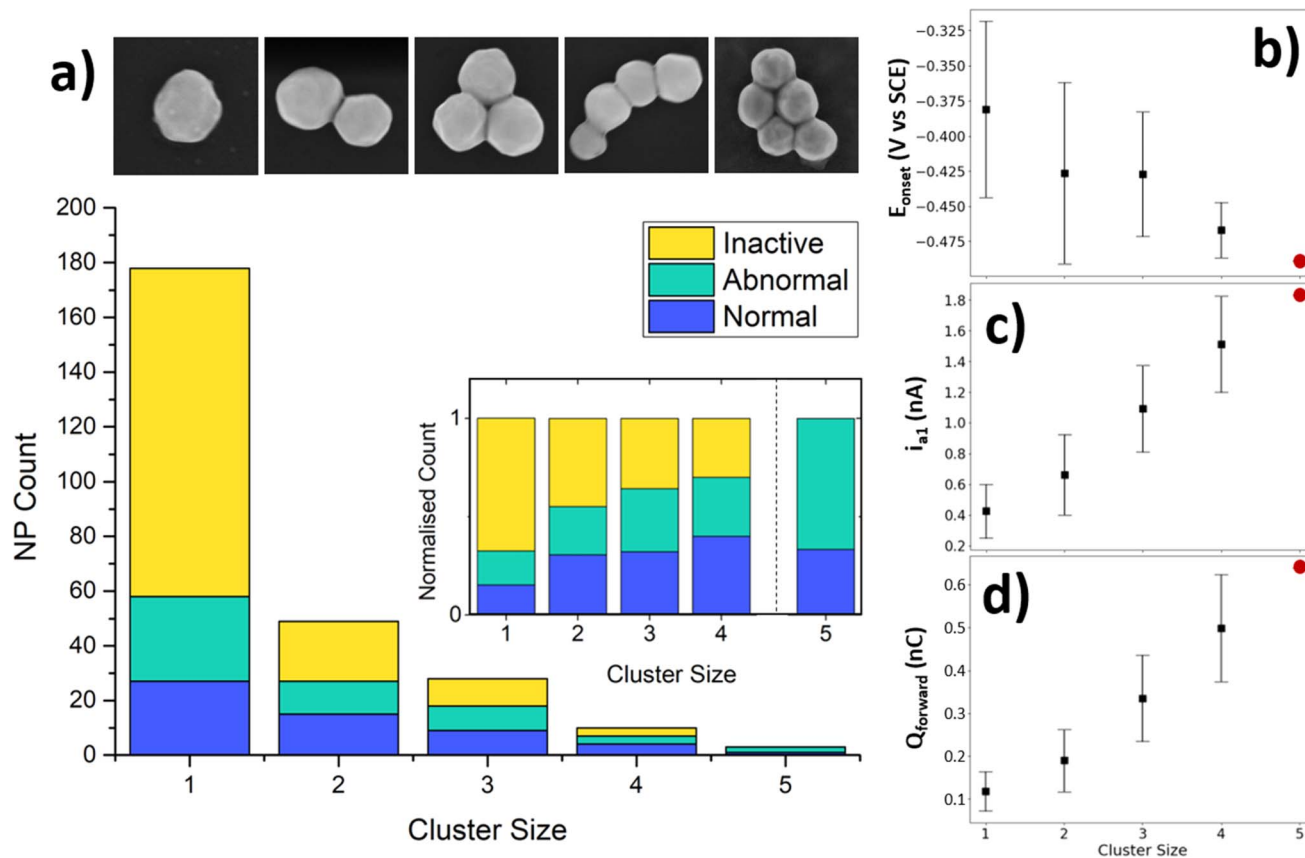 a)
200
180
160
140
120
100
80
60
40
20
0
NP Count
1 2 3 4 5
Cluster Size
Inactive
Abnormal
Normal
1
0
Normalised Count
1 2 3 4 5
Cluster Size
b)
−0.325
−0.350
−0.375
−0.400
−0.425
−0.450
−0.475
E_onset (V vs SCE)
c)
1.8
1.6
1.4
1.2
1.0
0.8
0.6
0.4
0.2
i_a1 (nA)
d)
0.6
0.5
0.4
0.3
0.2
0.1
Q_forward (nC)
1 2 3 4 5
Cluster Size